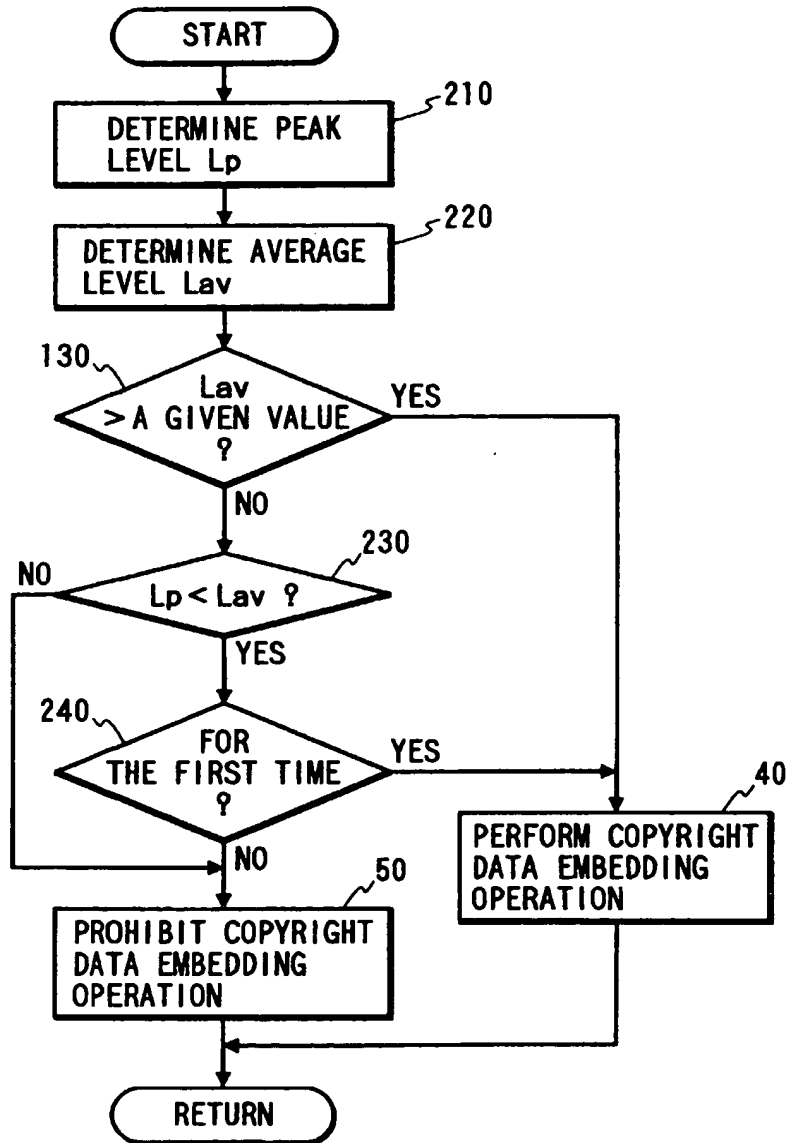 START
210
DETERMINE PEAK
LEVEL Lp
220
DETERMINE AVERAGE
LEVEL Lav
130
Lav
> A GIVEN VALUE
?
YES
NO
230
NO
Lp < Lav ?
YES
240
FOR
THE FIRST TIME
?
YES
NO
40
PERFORM COPYRIGHT
DATA EMBEDDING
OPERATION
50
PROHIBIT COPYRIGHT
DATA EMBEDDING
OPERATION
RETURN